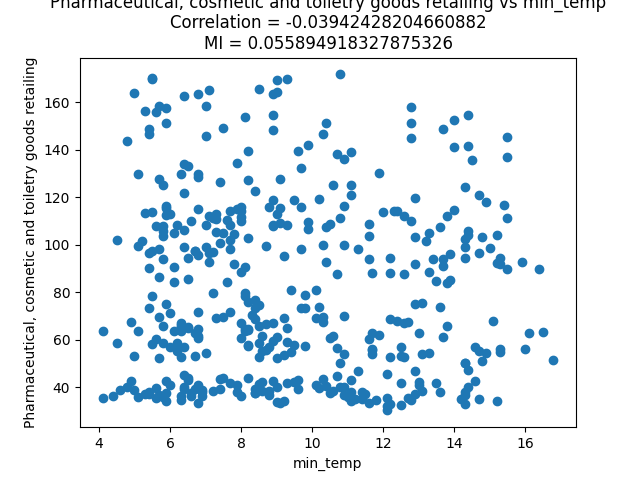 Pharmaceutical, cosmetic and toiletry goods retailing vs min_temp
Correlation = -0.03942428204660882
MI = 0.055894918327875326
Pharmaceutical, cosmetic and toiletry goods retailing
160
140
120
100
80
60
40
4 6 8 10 12 14 16
min_temp